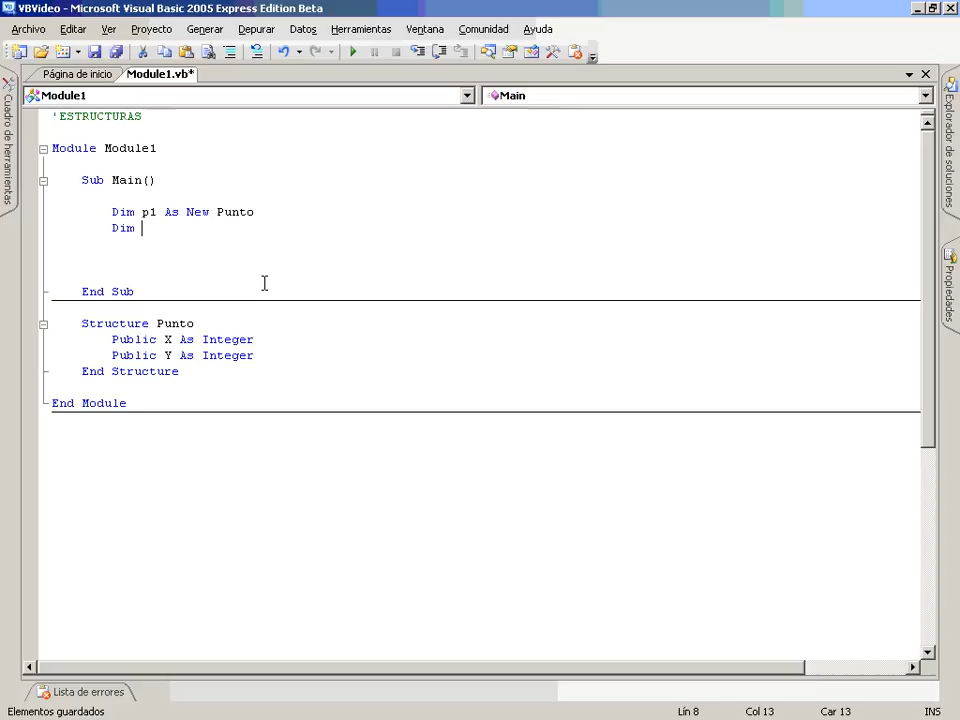 VBVideo - Microsoft Visual Basic 2005 Express Edition Beta
Archivo Editar Ver Proyecto Generar Depurar Datos Herramientas Ventana Comunidad Ayuda
Página de inicio Module1.vb*
Module1 Main
'ESTRUCTURAS
Module Module1
Sub Main()
Dim p1 As New Punto
Dim
End Sub
Structure Punto
Public X As Integer
Public Y As Integer
End Structure
End Module
Cuadro de herramientas
Explorador de soluciones
Propiedades
Lista de errores
Elementos guardados Lín 8 Col 13 Car 13 INS